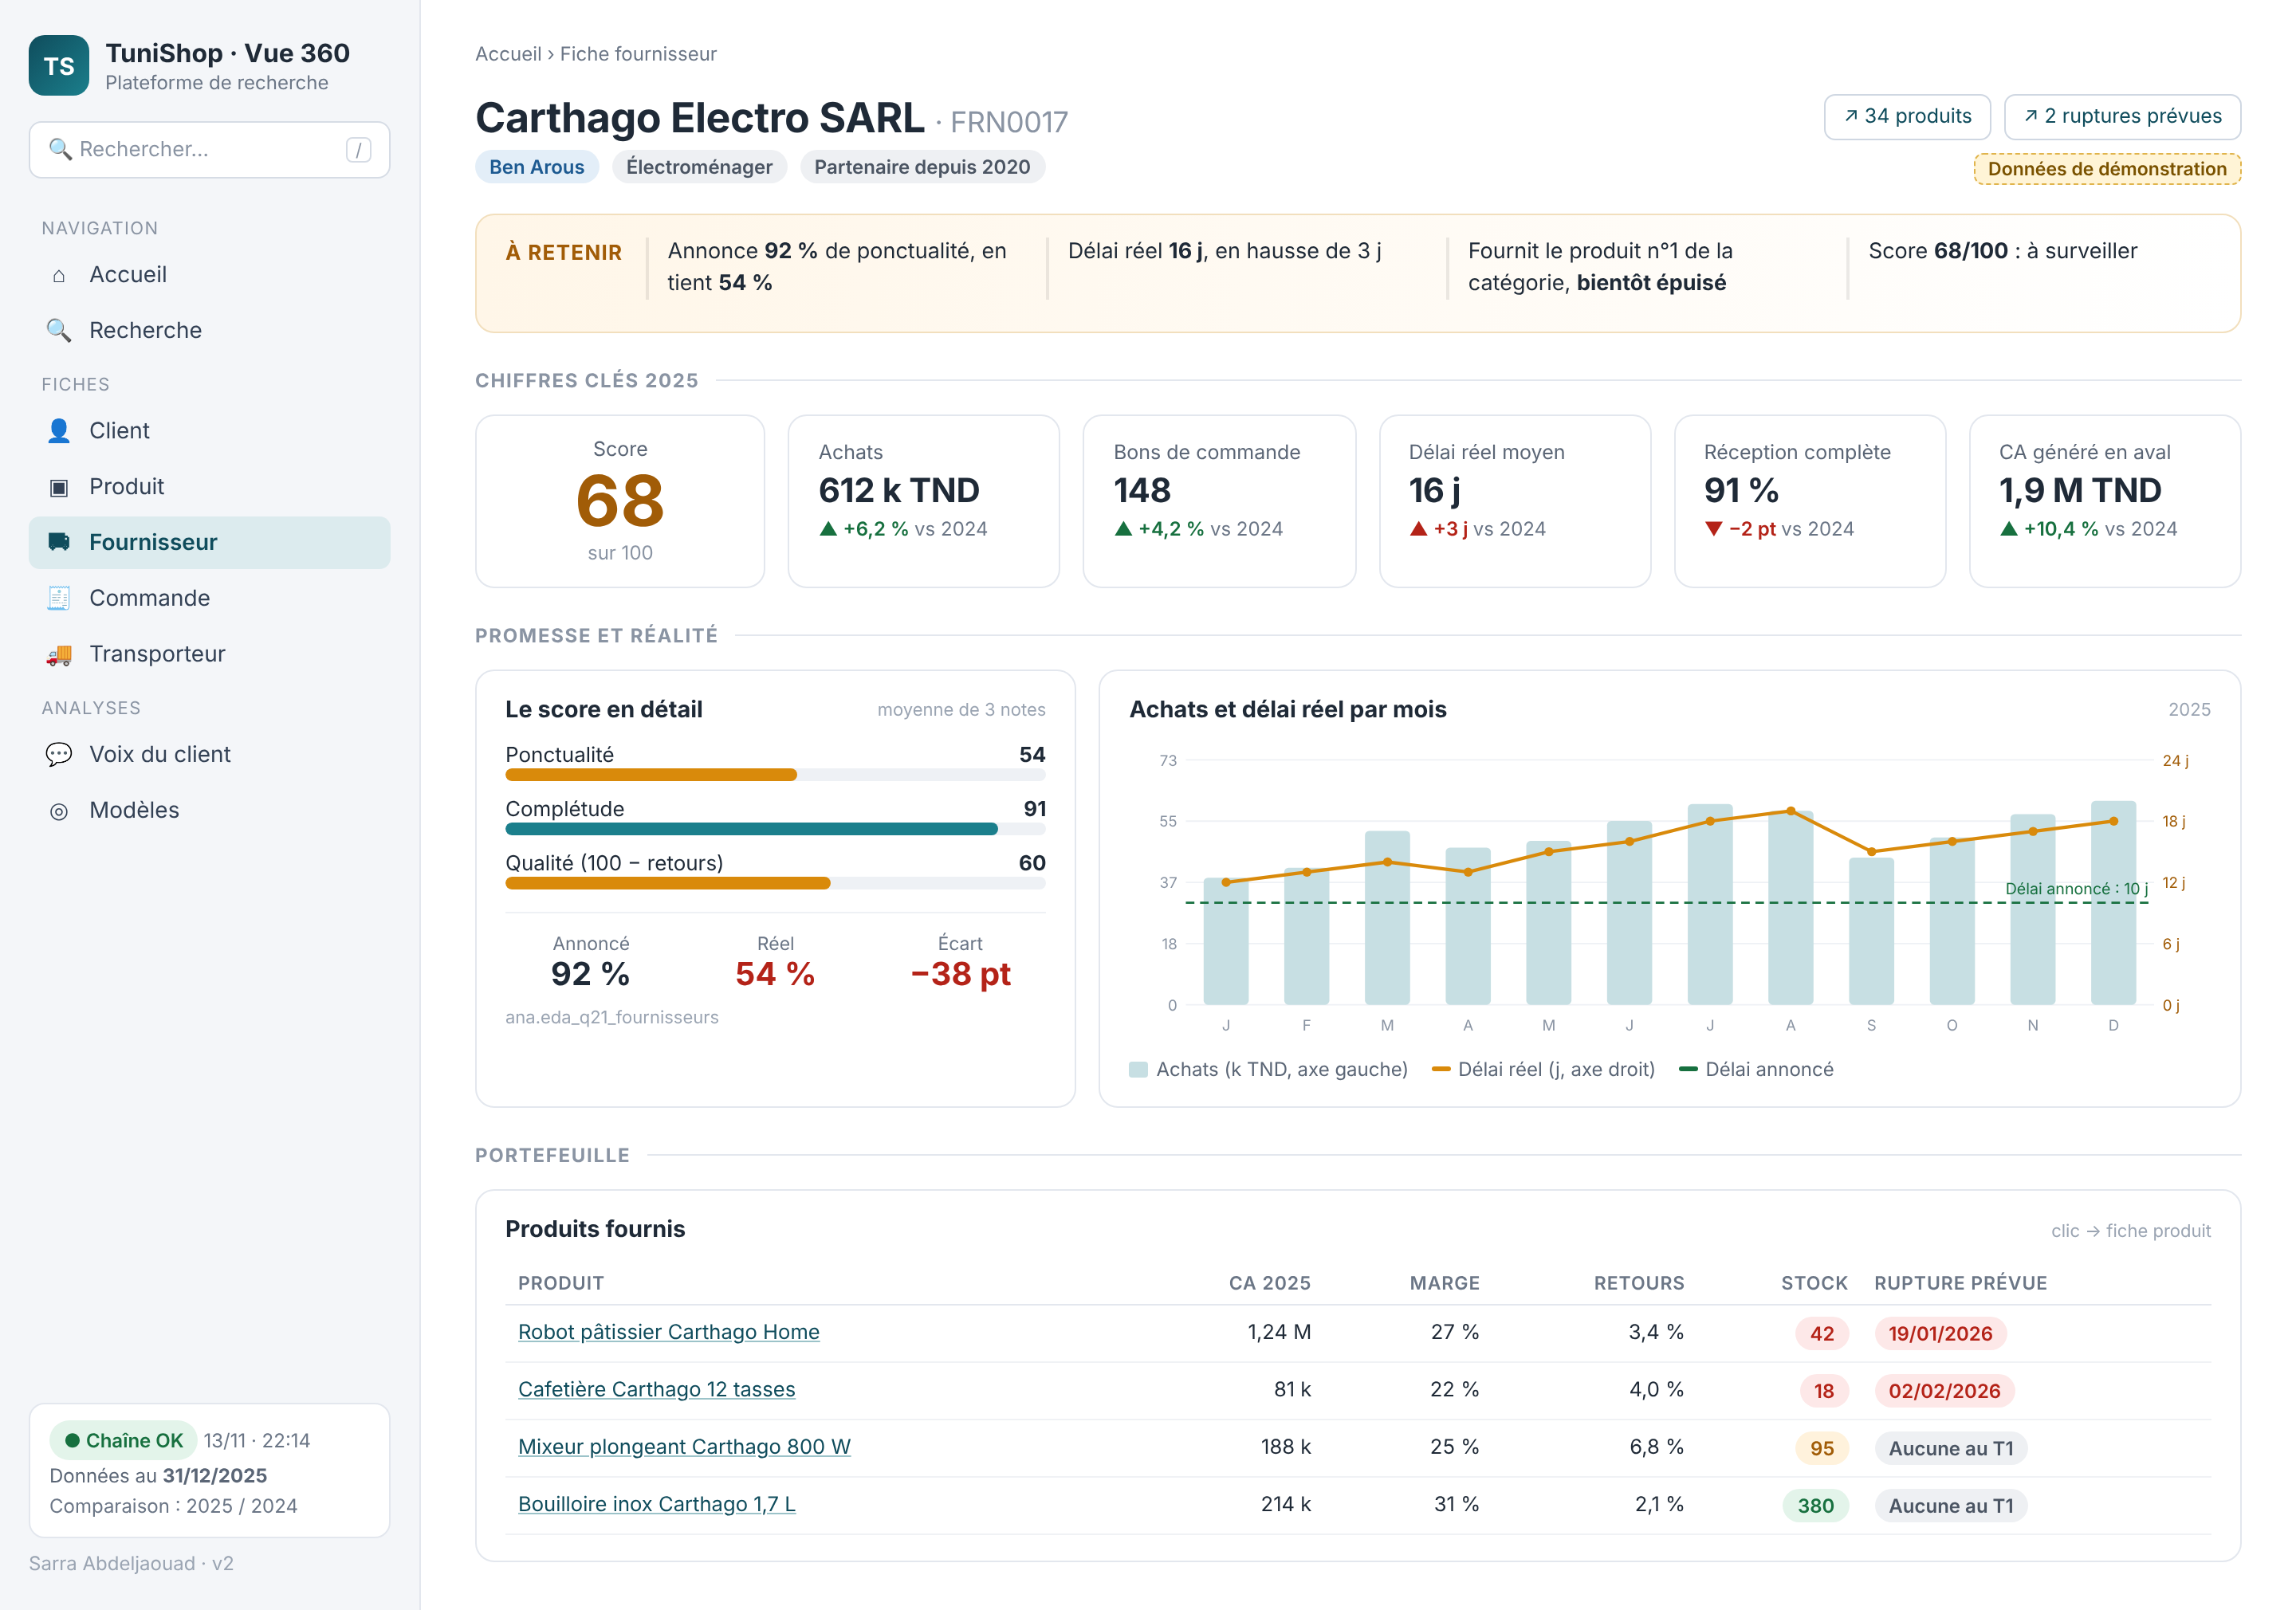 TS
TuniShop · Vue 360
Plateforme de recherche
🔍 Rechercher... /
NAVIGATION
Accueil
Recherche
FICHES
Client
Produit
Fournisseur
Commande
Transporteur
ANALYSES
Voix du client
Modèles
Chaîne OK 13/11 · 22:14
Données au 31/12/2025
Comparaison : 2025 / 2024
Sarra Abdeljaouad · v2
Accueil › Fiche fournisseur
Carthago Electro SARL · FRN0017
↗ 34 produits
↗ 2 ruptures prévues
Ben Arous
Électroménager
Partenaire depuis 2020
Données de démonstration
À RETENIR
Annonce 92 % de ponctualité, en
tient 54 %
Délai réel 16 j, en hausse de 3 j
Fournit le produit n°1 de la
catégorie, bientôt épuisé
Score 68/100 : à surveiller
CHIFFRES CLÉS 2025
Score
68
sur 100
Achats
612 k TND
▲ +6,2 % vs 2024
Bons de commande
148
▲ +4,2 % vs 2024
Délai réel moyen
16 j
▲ +3 j vs 2024
Réception complète
91 %
▼ −2 pt vs 2024
CA généré en aval
1,9 M TND
▲ +10,4 % vs 2024
PROMESSE ET RÉALITÉ
Le score en détail moyenne de 3 notes
Ponctualité 54
Complétude 91
Qualité (100 − retours) 60
Annoncé Réel Écart
92 % 54 % −38 pt
ana.eda_q21_fournisseurs
Achats et délai réel par mois 2025
73 24 j
55 18 j
37 12 j
Délai annoncé : 10 j
18 6 j
0 0 j
J F M A M J J A S O N D
Achats (k TND, axe gauche) Délai réel (j, axe droit) Délai annoncé
PORTEFEUILLE
Produits fournis clic → fiche produit
PRODUIT CA 2025 MARGE RETOURS STOCK RUPTURE PRÉVUE
Robot pâtissier Carthago Home 1,24 M 27 % 3,4 % 42 19/01/2026
Cafetière Carthago 12 tasses 81 k 22 % 4,0 % 18 02/02/2026
Mixeur plongeant Carthago 800 W 188 k 25 % 6,8 % 95 Aucune au T1
Bouilloire inox Carthago 1,7 L 214 k 31 % 2,1 % 380 Aucune au T1